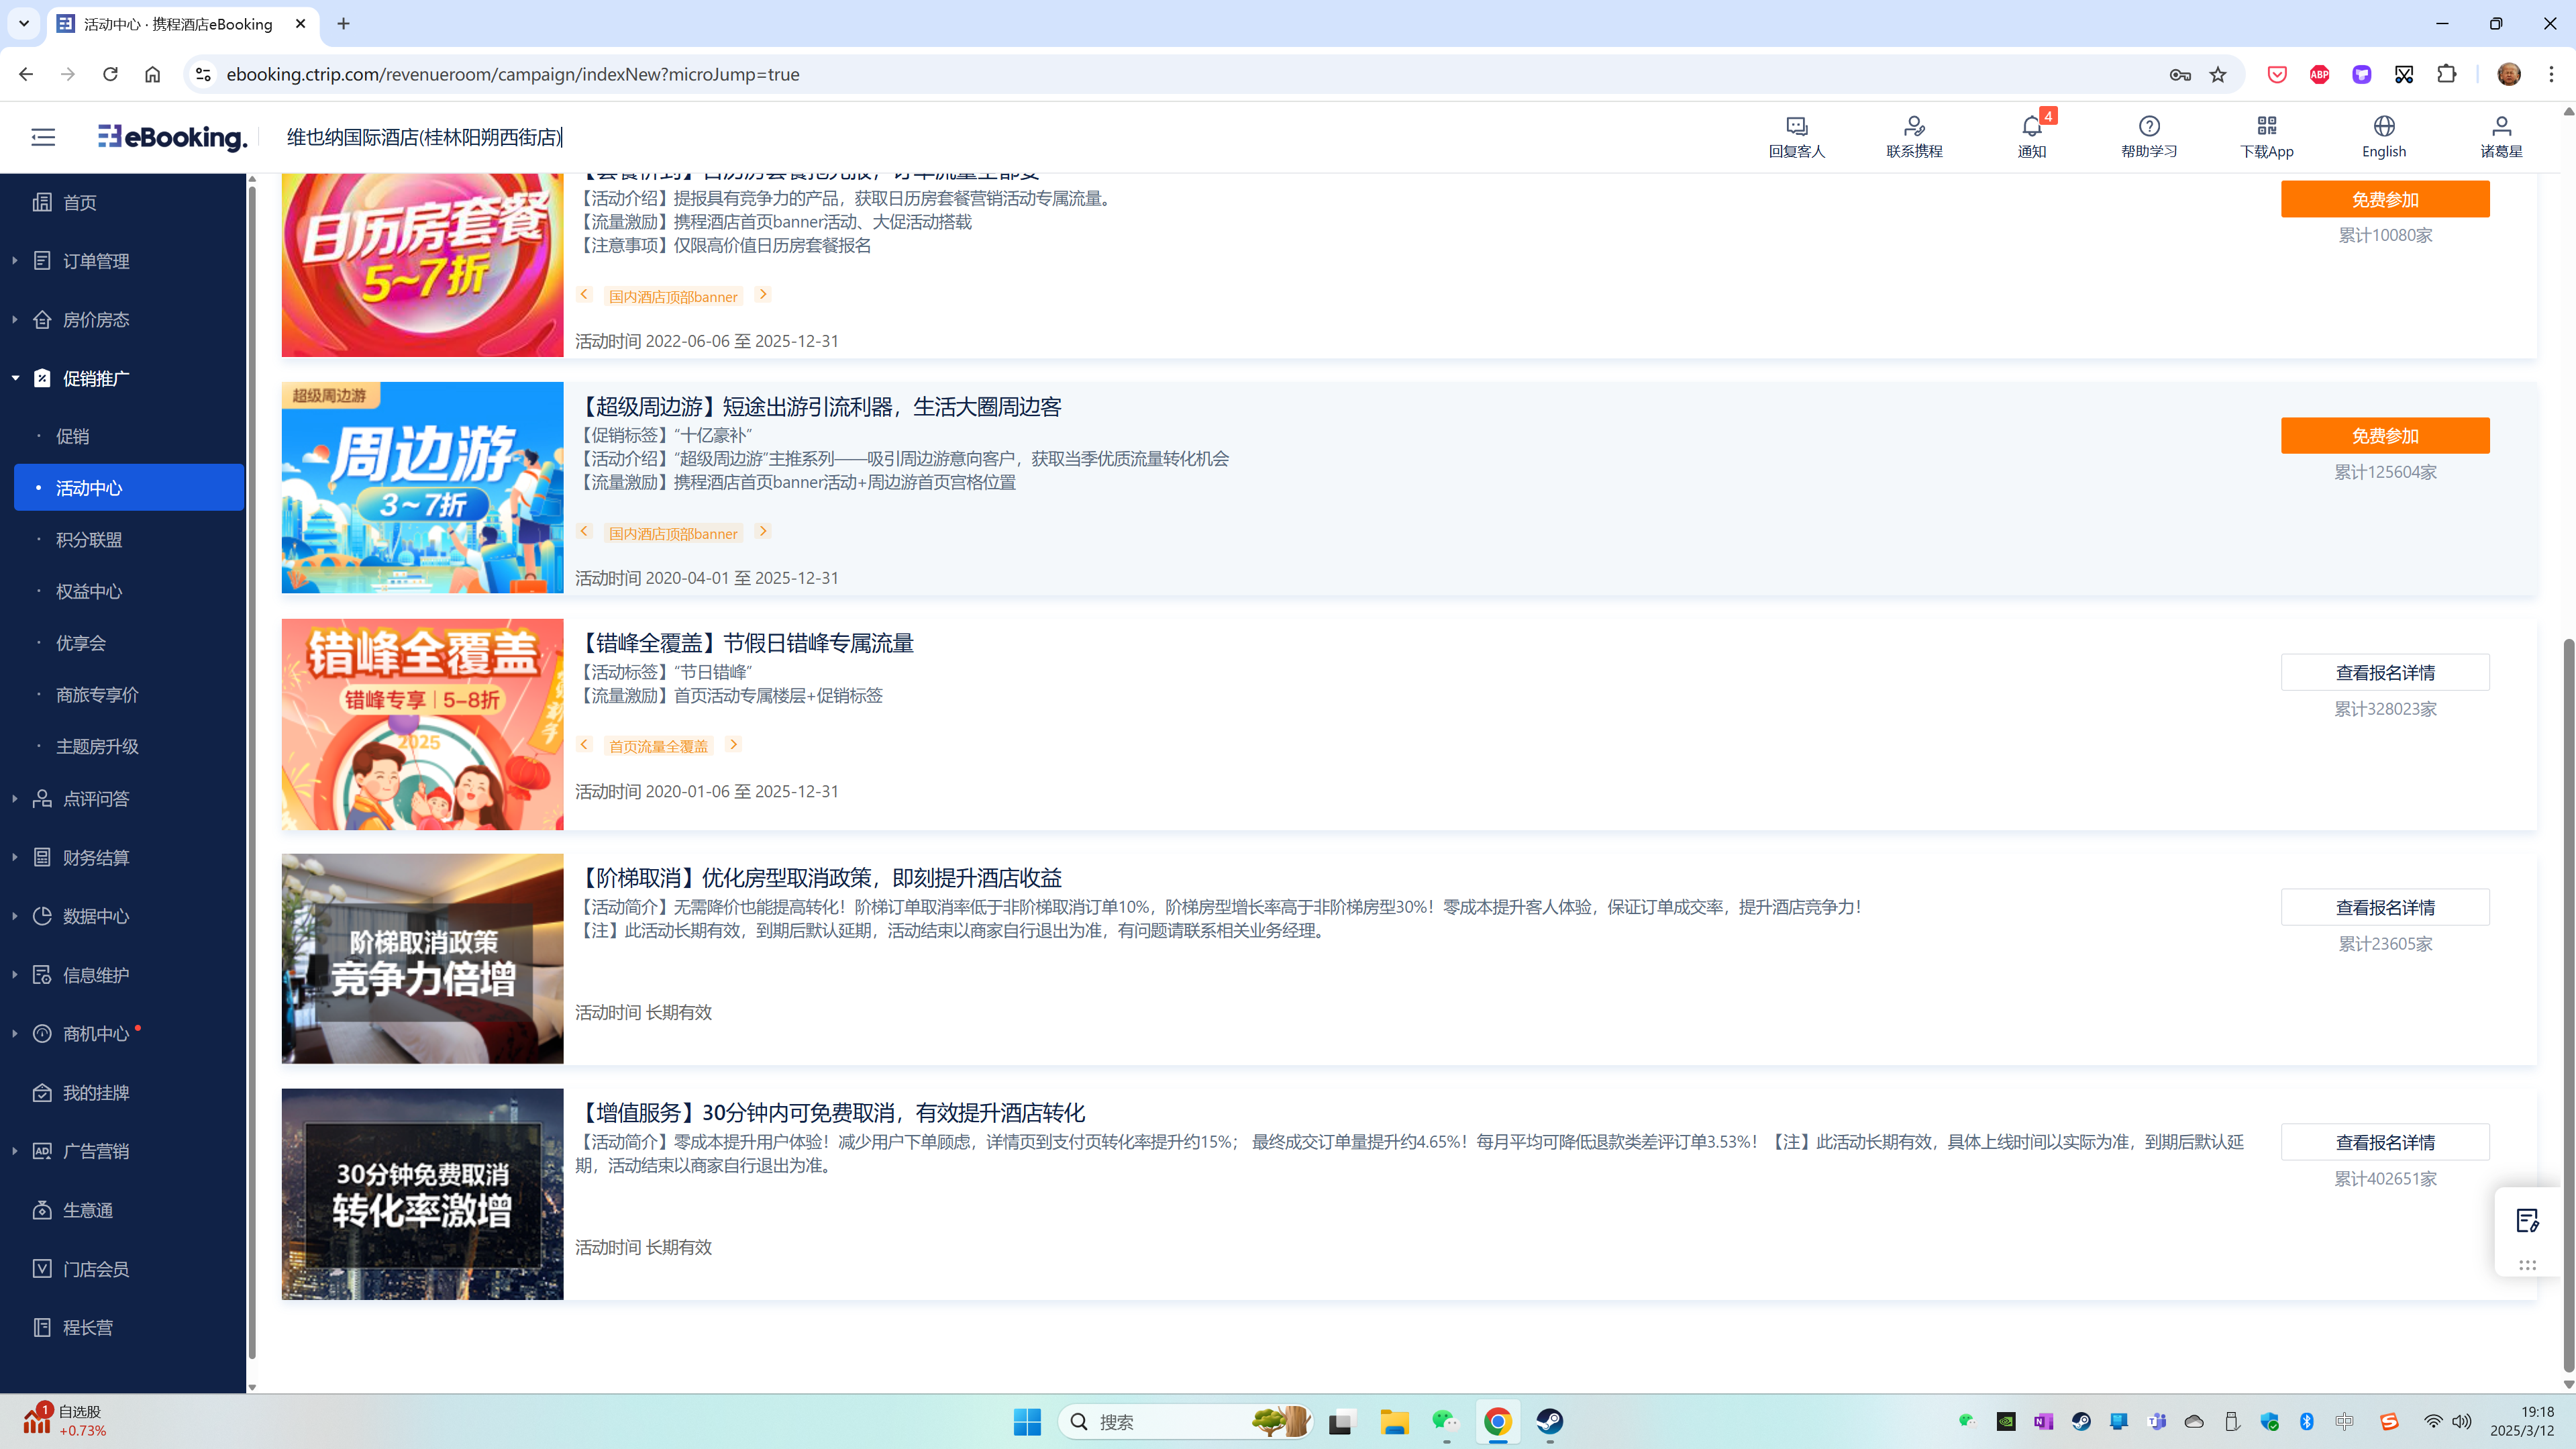 活动中心 · 携程酒店eBooking
ebooking.ctrip.com/revenueroom/campaign/indexNew?microJump=true
ABP
eBooking.
维也纳国际酒店(桂林阳朔西街店)
回复客人
联系携程
4
通知
帮助学习
下载App
English
诸葛星
首页
订单管理
房价房态
促销推广
促销
活动中心
积分联盟
权益中心
优享会
商旅专享价
主题房升级
点评问答
财务结算
数据中心
信息维护
商机中心
我的挂牌
广告营销
生意通
门店会员
程长营
日历房套餐
5~7折
【活动介绍】提报具有竞争力的产品，获取日历房套餐营销活动专属流量。
【流量激励】携程酒店首页banner活动、大促活动搭载
【注意事项】仅限高价值日历房套餐报名
国内酒店顶部banner
活动时间 2022-06-06 至 2025-12-31
免费参加
累计10080家
超级周边游
周边游
3~7折
【超级周边游】短途出游引流利器，生活大圈周边客
【促销标签】“十亿豪补”
【活动介绍】“超级周边游”主推系列——吸引周边游意向客户，获取当季优质流量转化机会
【流量激励】携程酒店首页banner活动+周边游首页宫格位置
国内酒店顶部banner
活动时间 2020-04-01 至 2025-12-31
免费参加
累计125604家
错峰全覆盖
错峰专享 | 5-8折
2025
【错峰全覆盖】节假日错峰专属流量
【活动标签】“节日错峰”
【流量激励】首页活动专属楼层+促销标签
首页流量全覆盖
活动时间 2020-01-06 至 2025-12-31
查看报名详情
累计328023家
阶梯取消政策
竞争力倍增
【阶梯取消】优化房型取消政策，即刻提升酒店收益
【活动简介】无需降价也能提高转化！阶梯订单取消率低于非阶梯取消订单10%，阶梯房型增长率高于非阶梯房型30%！零成本提升客人体验，保证订单成交率，提升酒店竞争力！
【注】此活动长期有效，到期后默认延期，活动结束以商家自行退出为准，有问题请联系相关业务经理。
活动时间 长期有效
查看报名详情
累计23605家
30分钟免费取消
转化率激增
【增值服务】30分钟内可免费取消，有效提升酒店转化
【活动简介】零成本提升用户体验！减少用户下单顾虑，详情页到支付页转化率提升约15%； 最终成交订单量提升约4.65%！每月平均可降低退款类差评订单3.53%！【注】此活动长期有效，具体上线时间以实际为准，到期后默认延
期，活动结束以商家自行退出为准。
活动时间 长期有效
查看报名详情
累计402651家
1
自选股
+0.73%
搜索
中
19:18
2025/3/12